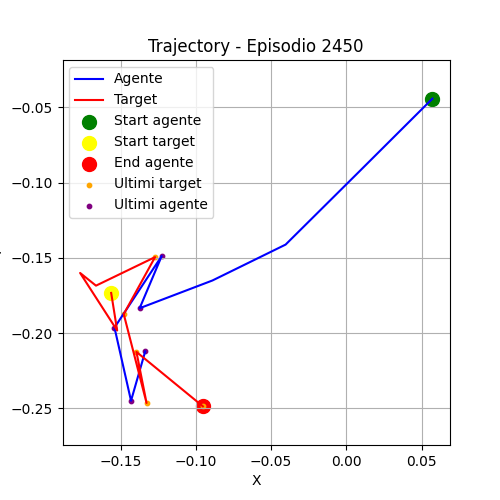 Trajectory - Episodio 2450
Agente
Target
Start agente
Start target
End agente
Ultimi target
Ultimi agente
−0.05
−0.10
−0.15
−0.20
−0.25
−0.15
−0.10
−0.05
0.00
0.05
X